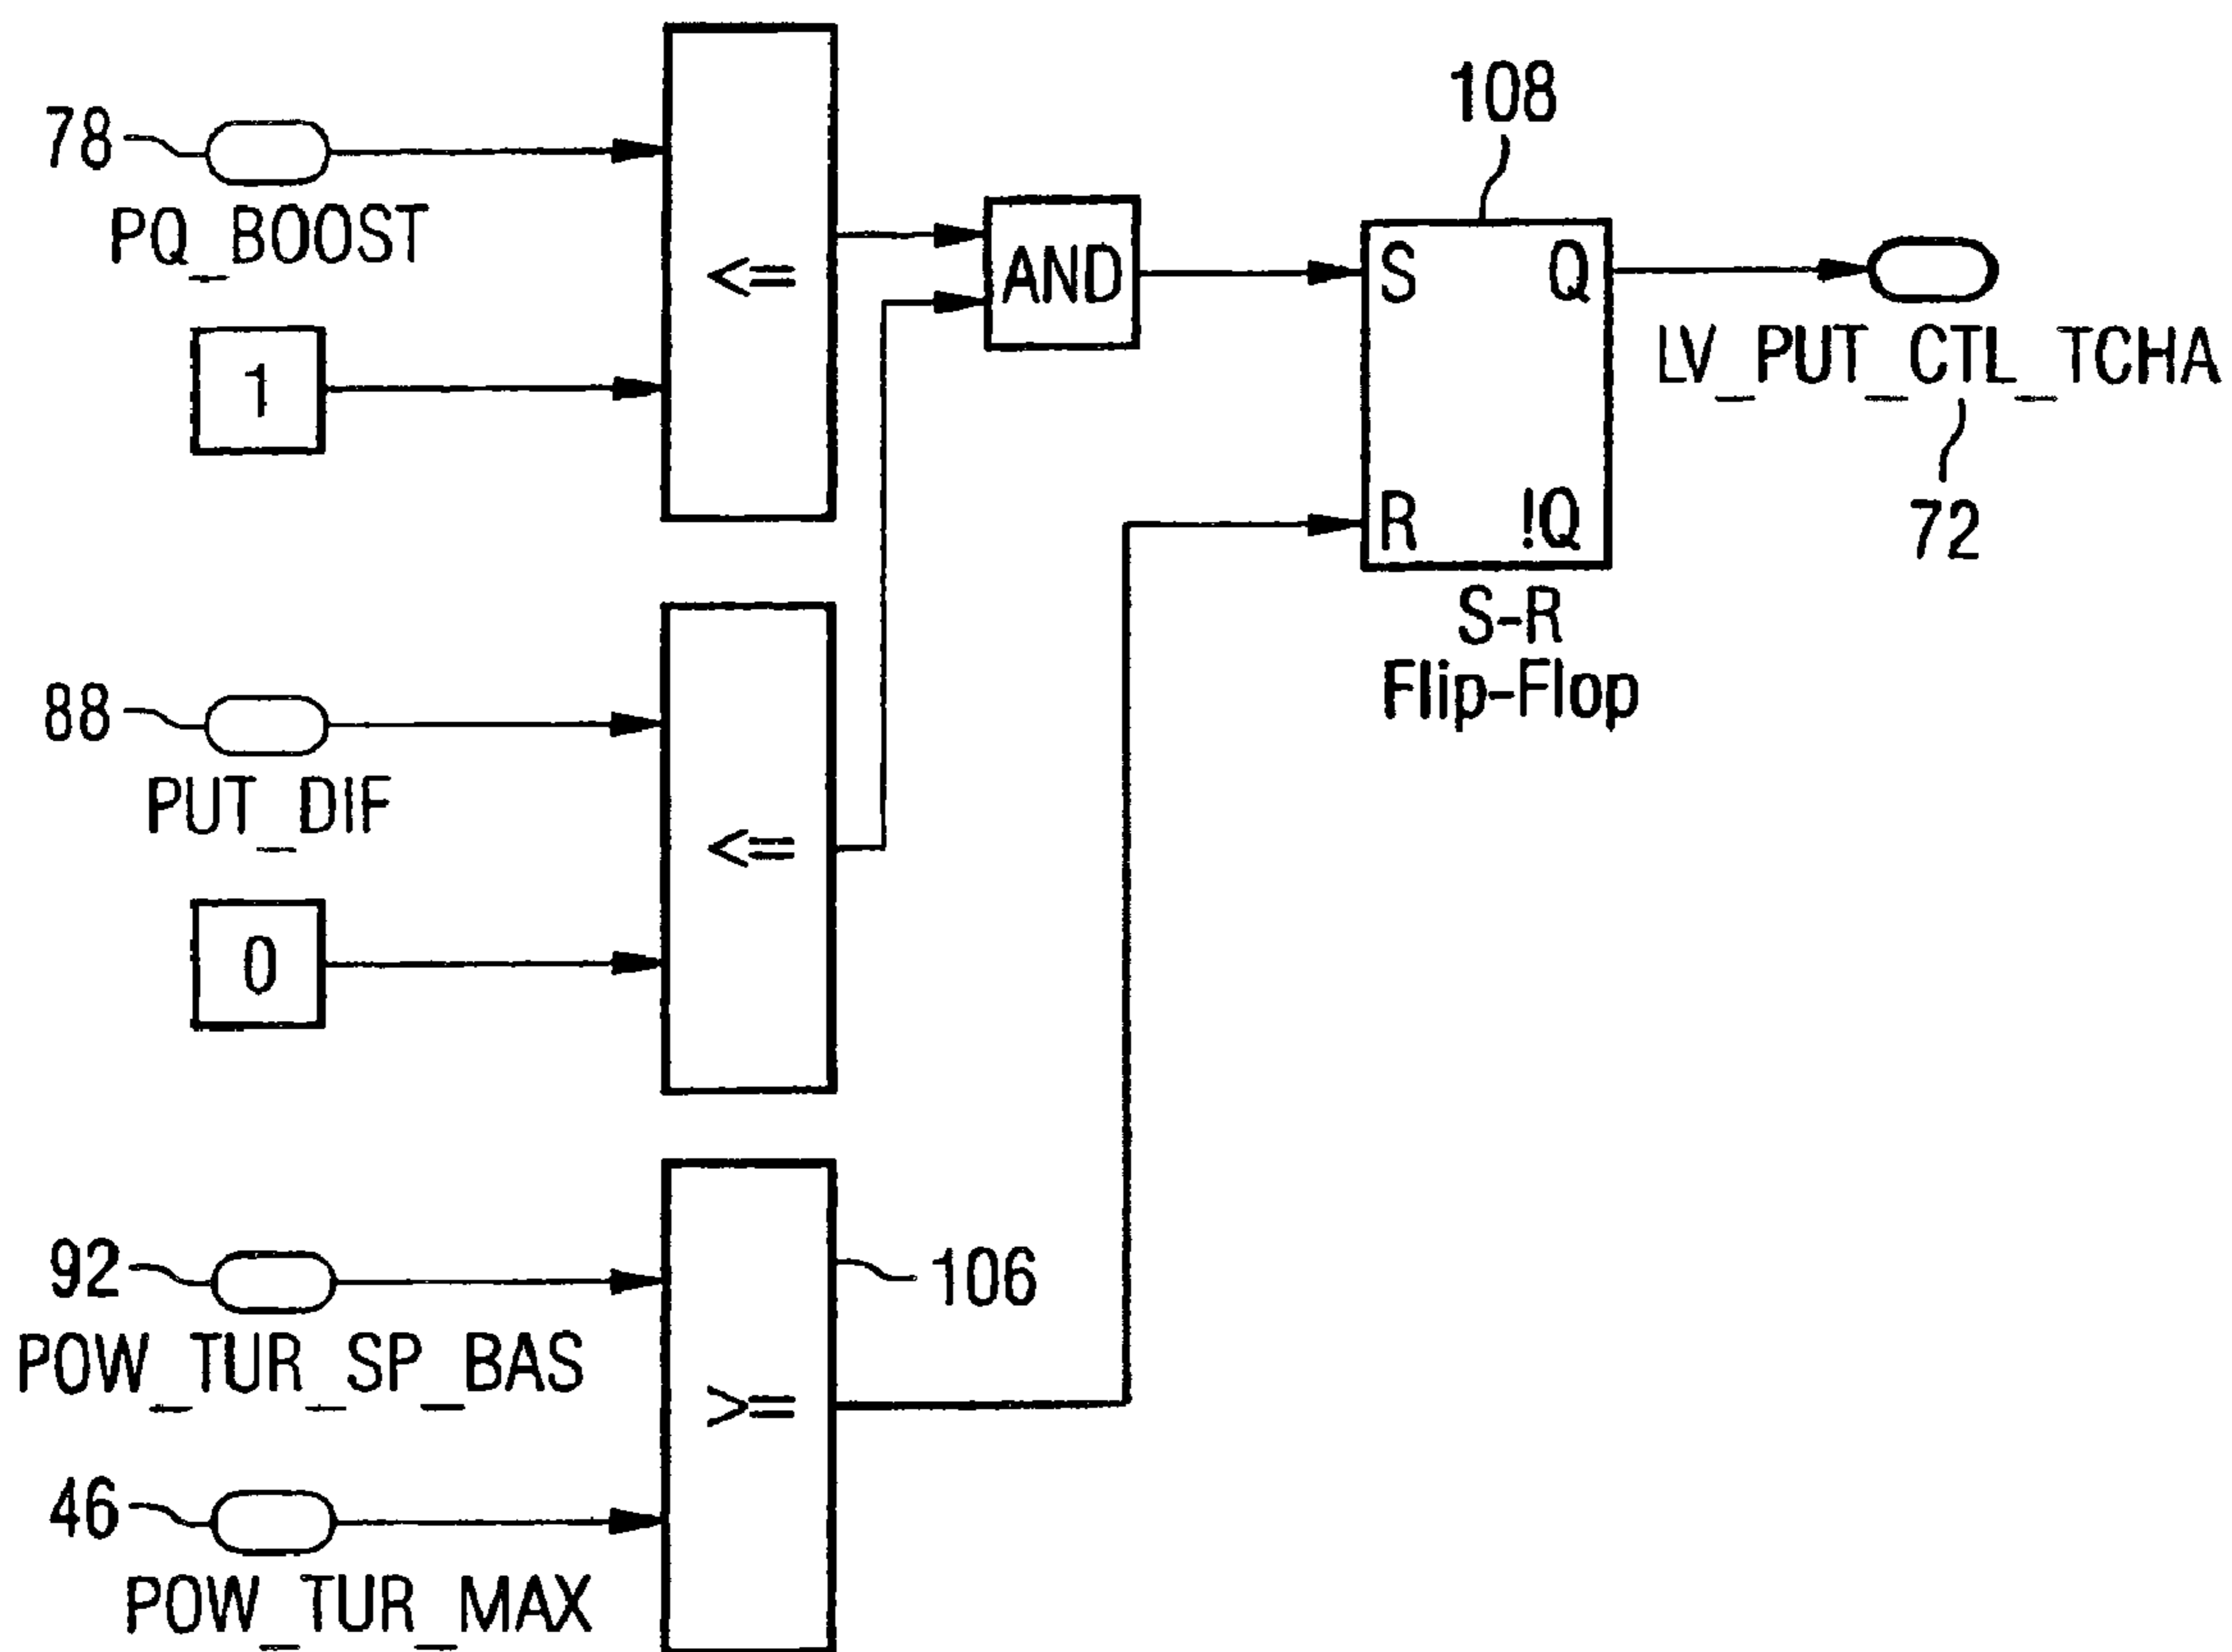 78
PQ_BOOST
1
<=
AND
108
S Q
R !Q
S-R
Flip-Flop
LV_PUT_CTL_TCHA
72
88
PUT_DIF
0
<=
92
POW_TUR_SP_BAS
106
>=
46
POW_TUR_MAX